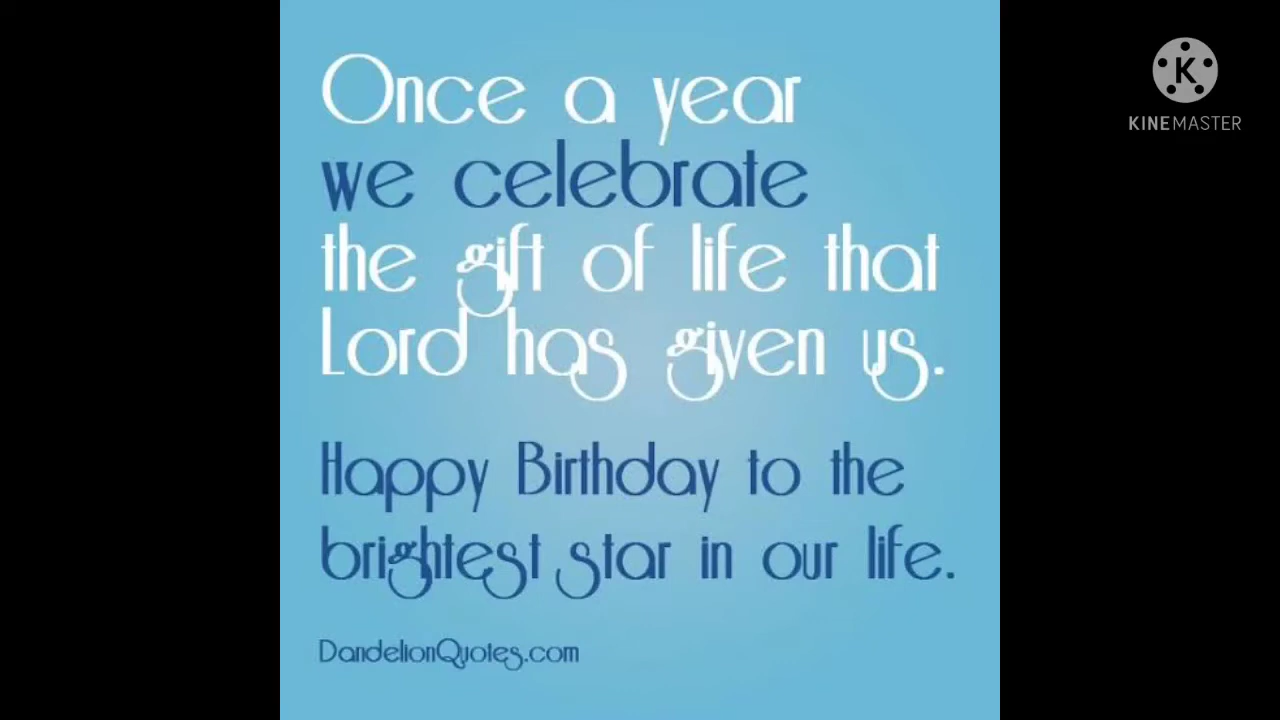 Once a year
we celebrate
the gift of life that
Lord has given us.
Happy Birthday to the
brightest star in our life.
DandelionQuotes.com
K
KINEMASTER